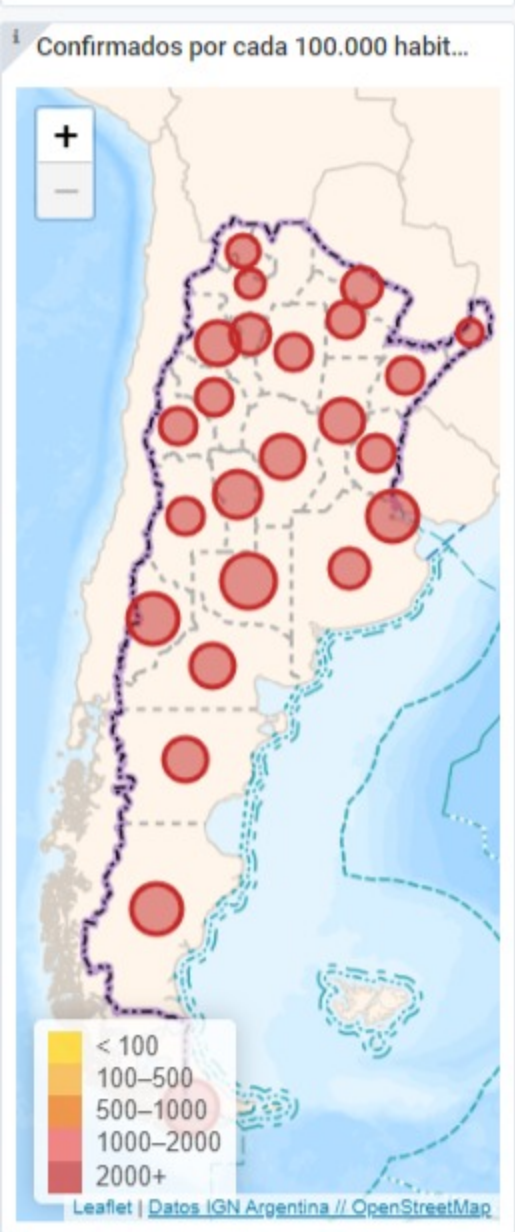 i
Confirmados por cada 100.000 habit...
+
−
< 100
100–500
500–1000
1000–2000
2000+
Leaflet | Datos IGN Argentina // OpenStreetMap